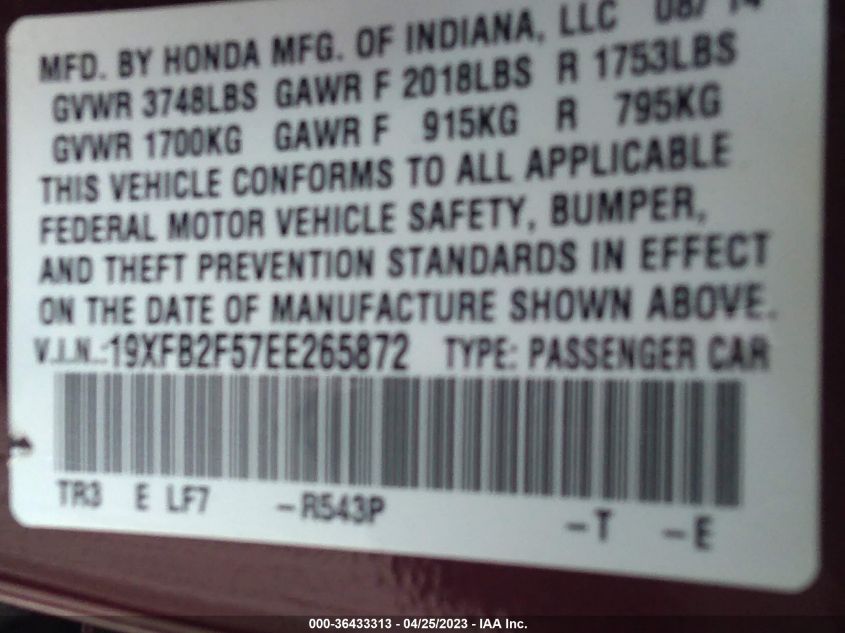 MFD. BY HONDA MFG. OF INDIANA, LLC 08/14
GVWR 3748LBS GAWR F 2018LBS R 1753LBS
GVWR 1700KG GAWR F 915KG R 795KG
THIS VEHICLE CONFORMS TO ALL APPLICABLE
FEDERAL MOTOR VEHICLE SAFETY, BUMPER,
AND THEFT PREVENTION STANDARDS IN EFFECT
ON THE DATE OF MANUFACTURE SHOWN ABOVE.
V.I.N.:19XFB2F57EE265872 TYPE: PASSENGER CAR
TR3 E LF7 -R543P -T -E
000-36433313 - 04/25/2023 - IAA Inc.